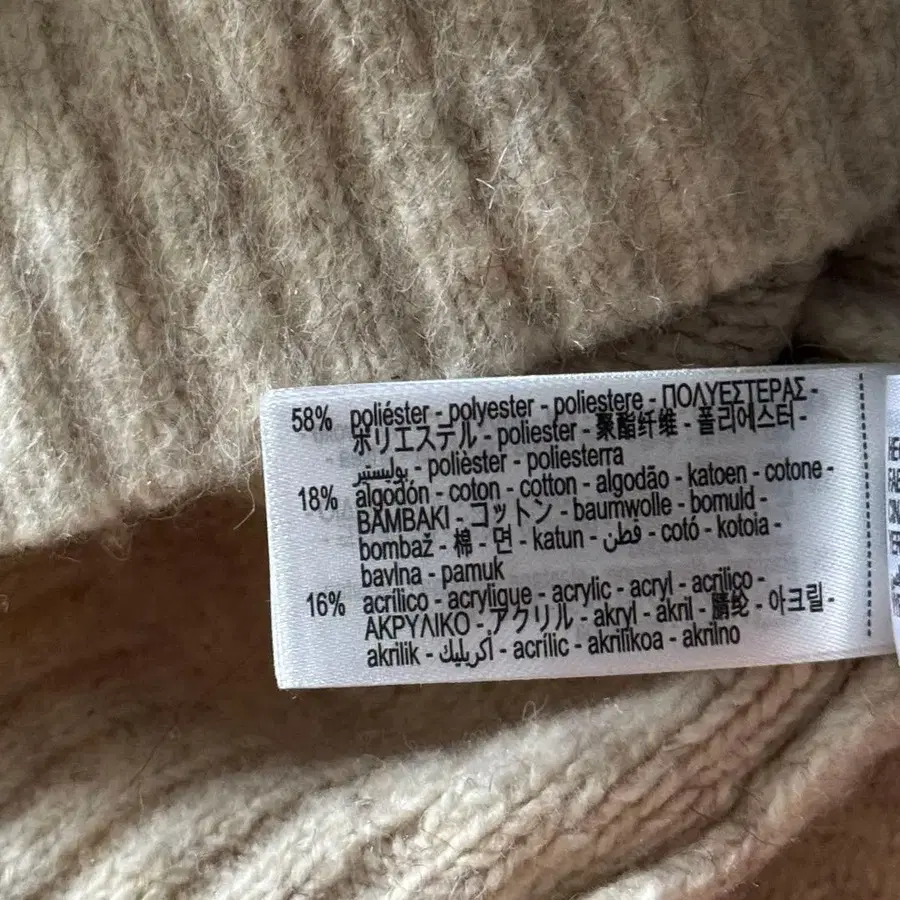 58% poliéster - polyester - poliestere - ΠΟΛΥΕΣΤΕΡΑΣ -
ポリエステル - poliester - 聚酯纤维 - 폴리에스터 -
بوليستير - polièster - poliesterra
18% algodón - coton - cotton - algodão - katoen - cotone -
BAMBAKI - コットン - baumwolle - bomuld -
bombaž - 棉 - 면 - katun - قطن - cotó - kotoia -
bavlna - pamuk
16% acrílico - acrylique - acrylic - acryl - acrilico -
ΑΚΡΥΛΙΚΟ - アクリル - akryl - akril - 腈纶 - 아크릴 -
akrilik - أكريليك - acrílic - akrilikoa - akrilno